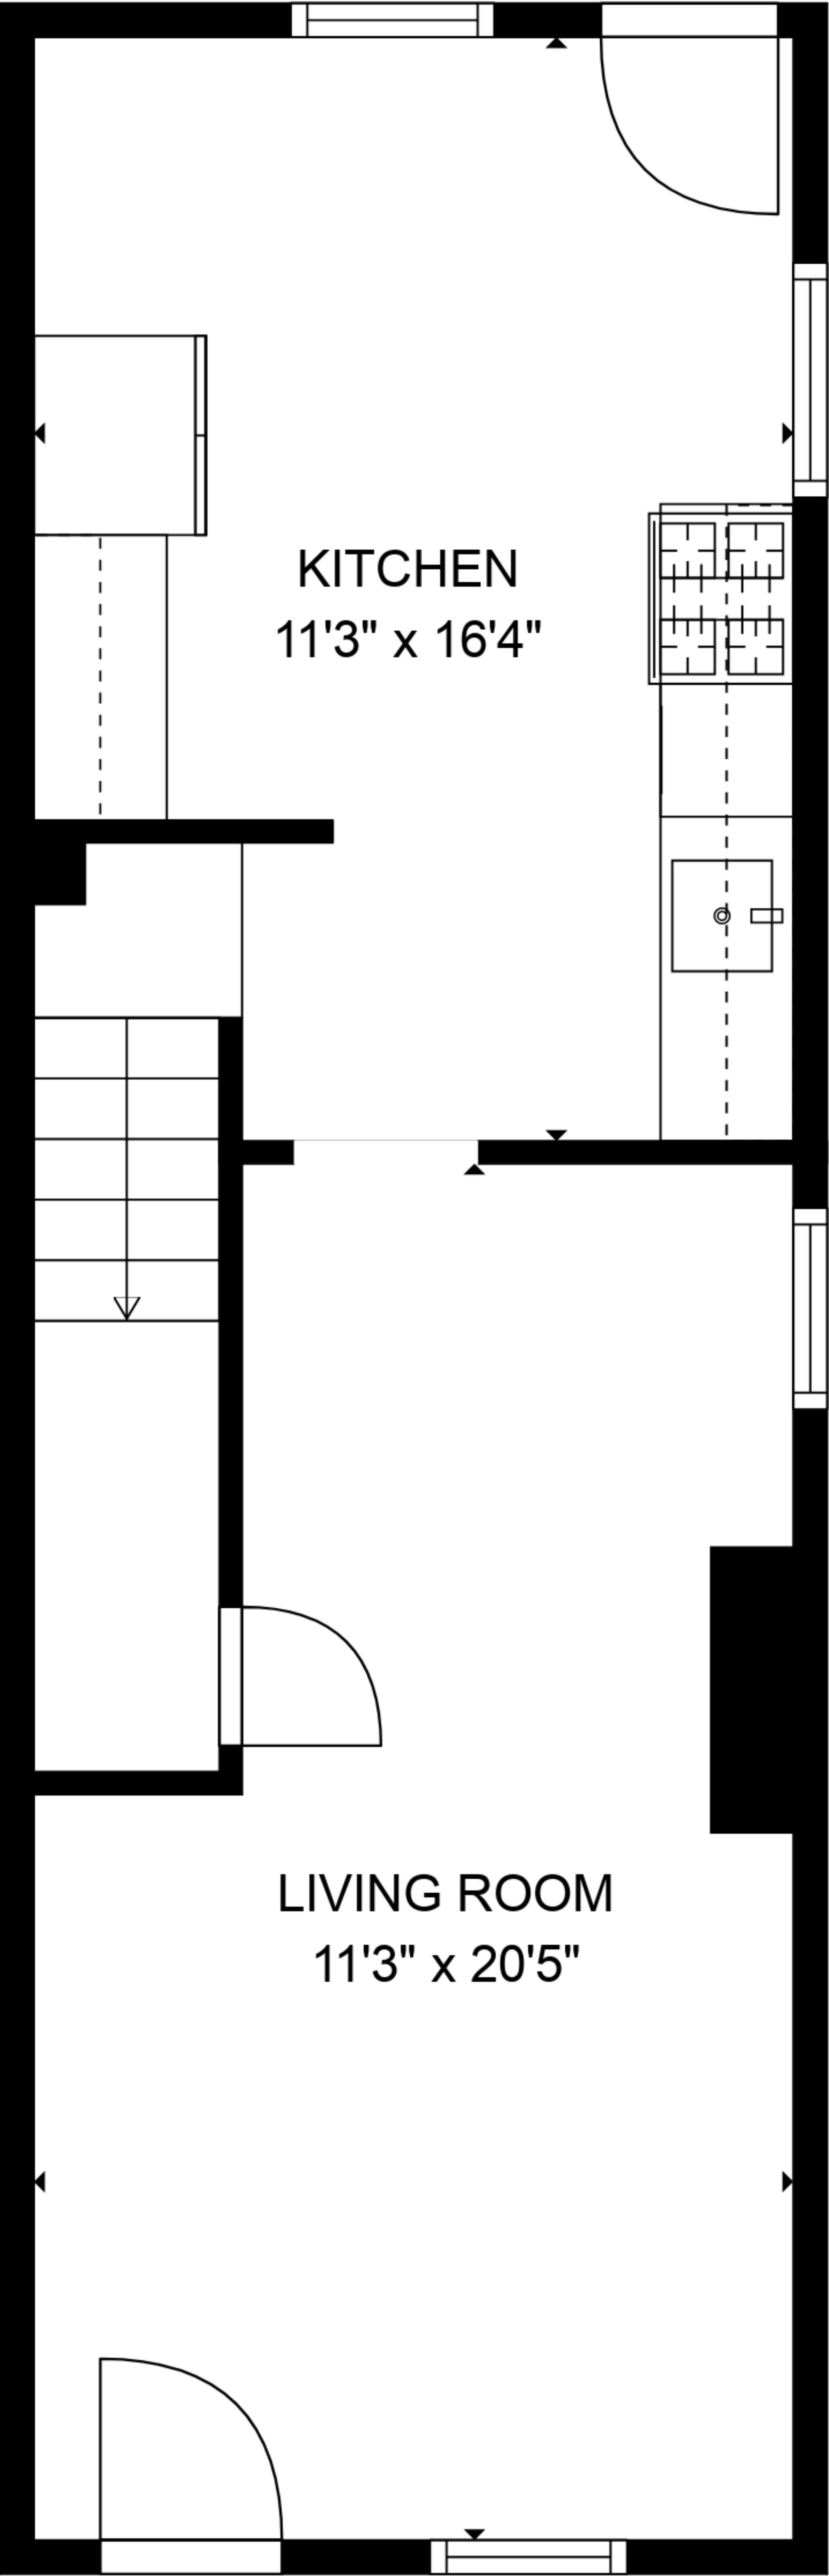 KITCHEN
11'3" x 16'4"
LIVING ROOM
11'3" x 20'5"